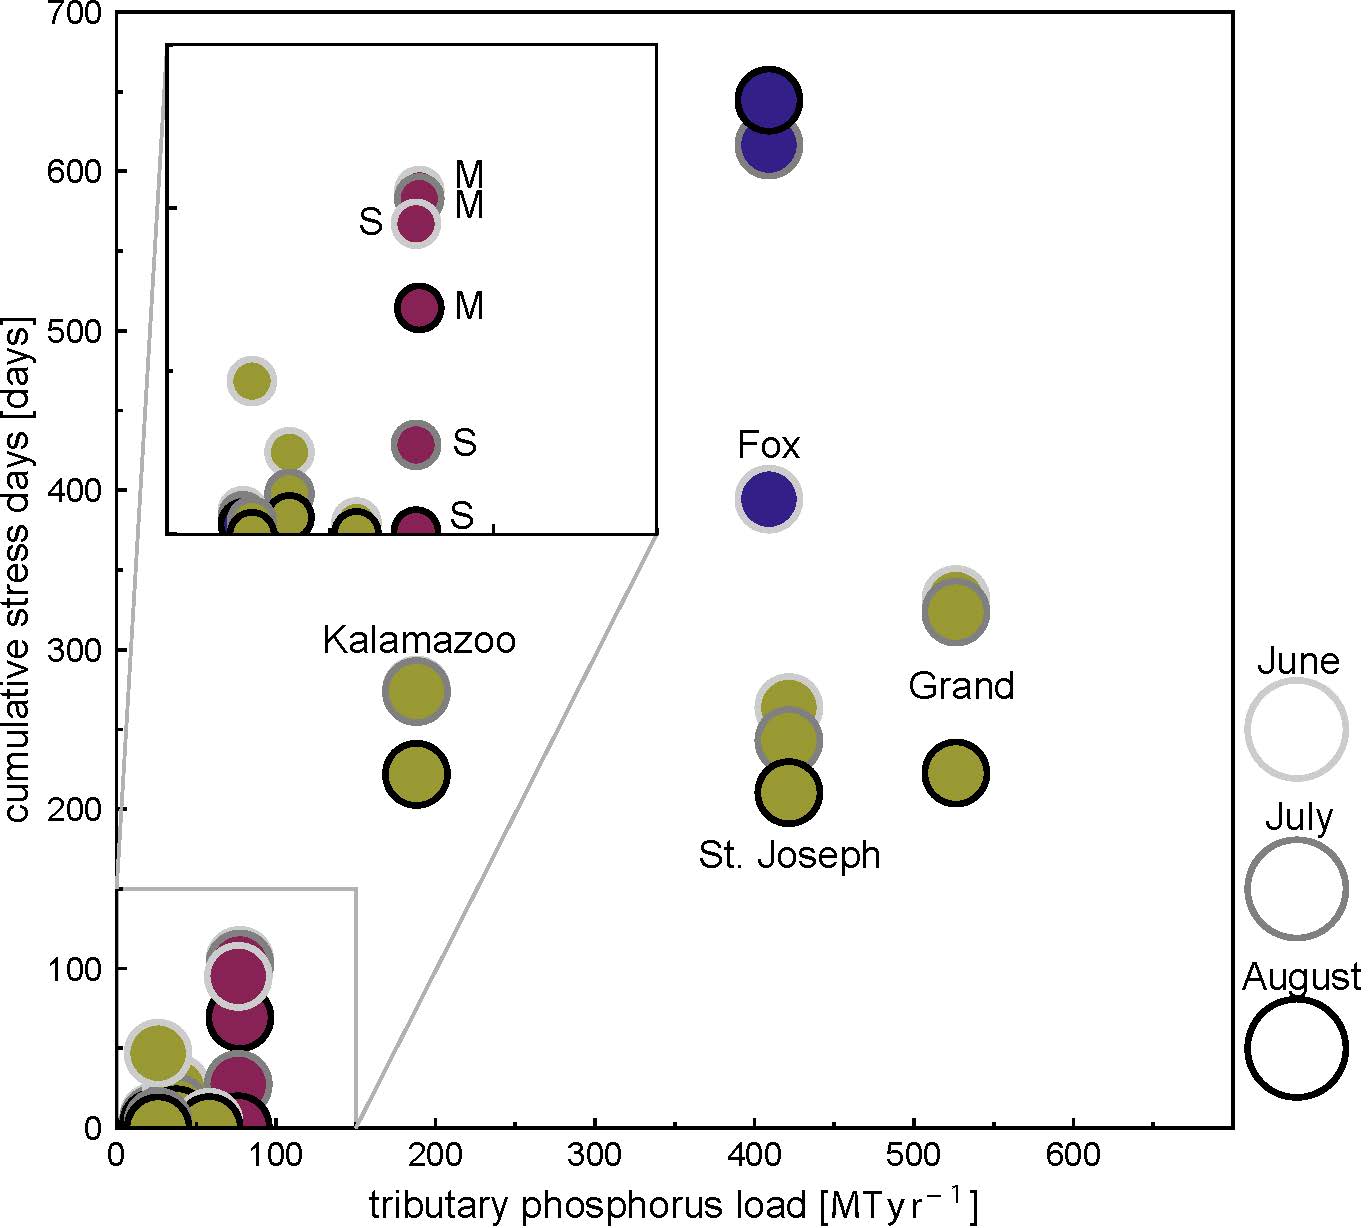 700
600
500
400
300
200
100
0
cumulative stress days [days]
M
M
S
M
S
S
Fox
Kalamazoo
Grand
St. Joseph
June
July
August
0 100 200 300 400 500 600
tributary phosphorus load [MTyr⁻¹]